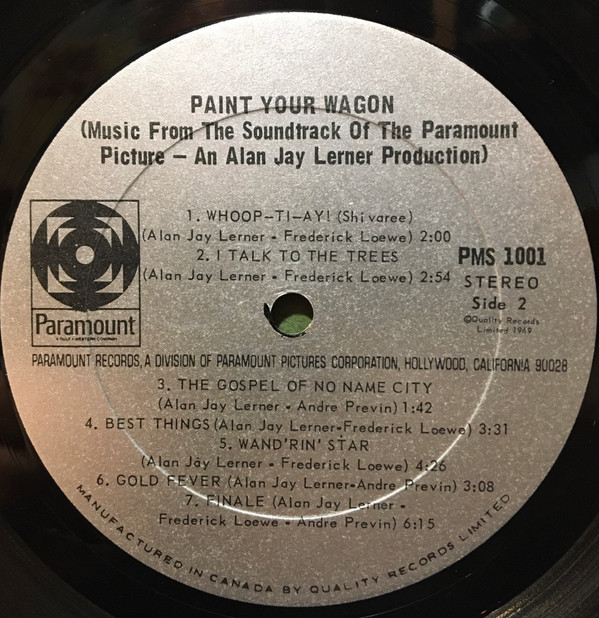 PAINT YOUR WAGON
(Music From The Soundtrack Of The Paramount
Picture – An Alan Jay Lerner Production)
1. WHOOP-TI-AY! (Shivaree)
(Alan Jay Lerner - Frederick Loewe) 2:00
2. I TALK TO THE TREES
(Alan Jay Lerner - Frederick Loewe) 2:54
PMS 1001
STEREO
Side 2
©Quality Records
Limited 1969
Paramount
A GULF + WESTERN COMPANY
PARAMOUNT RECORDS, A DIVISION OF PARAMOUNT PICTURES CORPORATION, HOLLYWOOD, CALIFORNIA 90028
3. THE GOSPEL OF NO NAME CITY
(Alan Jay Lerner - Andre Previn) 1:42
4. BEST THINGS (Alan Jay Lerner-Frederick Loewe) 3:31
5. WAND'RIN' STAR
(Alan Jay Lerner - Frederick Loewe) 4:26
6. GOLD FEVER (Alan Jay Lerner-Andre Previn) 3:08
7. FINALE (Alan Jay Lerner -
Frederick Loewe - Andre Previn) 6:15
MANUFACTURED IN CANADA BY QUALITY RECORDS LIMITED